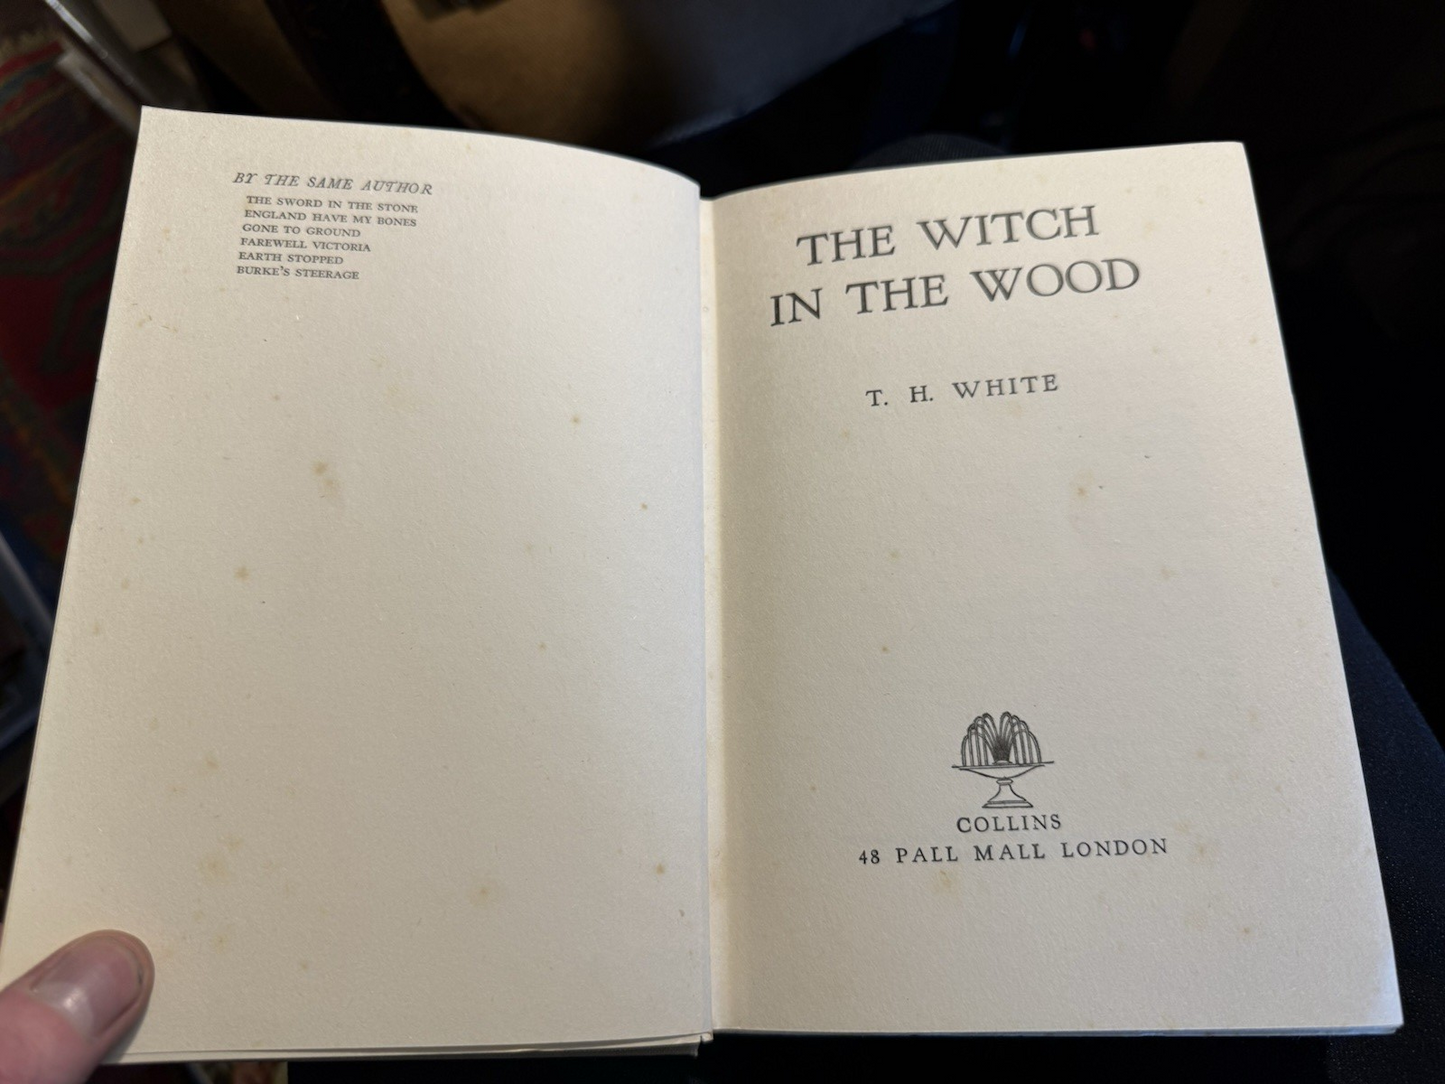 BY THE SAME AUTHOR
THE SWORD IN THE STONE
ENGLAND HAVE MY BONES
GONE TO GROUND
FAREWELL VICTORIA
EARTH STOPPED
BURKE'S STEERAGE
THE WITCH
IN THE WOOD
T. H. WHITE
COLLINS
48 PALL MALL LONDON